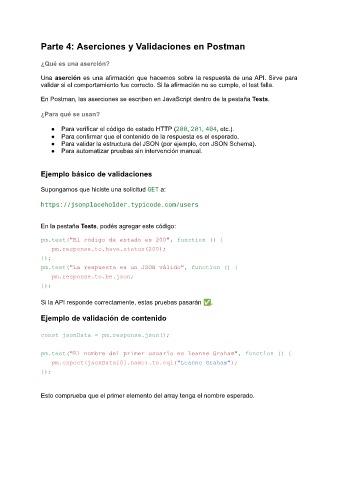 Parte 4: Aserciones y Validaciones en Postman
¿Qué es una aserción?
Una aserción es una afirmación que hacemos sobre la respuesta de una API. Sirve para
validar si el comportamiento fue correcto. Si la afirmación no se cumple, el test falla.
En Postman, las aserciones se escriben en JavaScript dentro de la pestaña Tests.
¿Para qué se usan?
● Para verificar el código de estado HTTP (200, 201, 404, etc.).
● Para confirmar que el contenido de la respuesta es el esperado.
● Para validar la estructura del JSON (por ejemplo, con JSON Schema).
● Para automatizar pruebas sin intervención manual.
Ejemplo básico de validaciones
Supongamos que hiciste una solicitud GET a:
https://jsonplaceholder.typicode.com/users
En la pestaña Tests, podés agregar este código:
pm.test("El código de estado es 200", function () {
pm.response.to.have.status(200);
});
pm.test("La respuesta es un JSON válido", function () {
pm.response.to.be.json;
});
Si la API responde correctamente, estas pruebas pasarán ✅.
Ejemplo de validación de contenido
const jsonData = pm.response.json();
pm.test("El nombre del primer usuario es Leanne Graham", function () {
pm.expect(jsonData[0].name).to.eql("Leanne Graham");
});
Esto comprueba que el primer elemento del array tenga el nombre esperado.